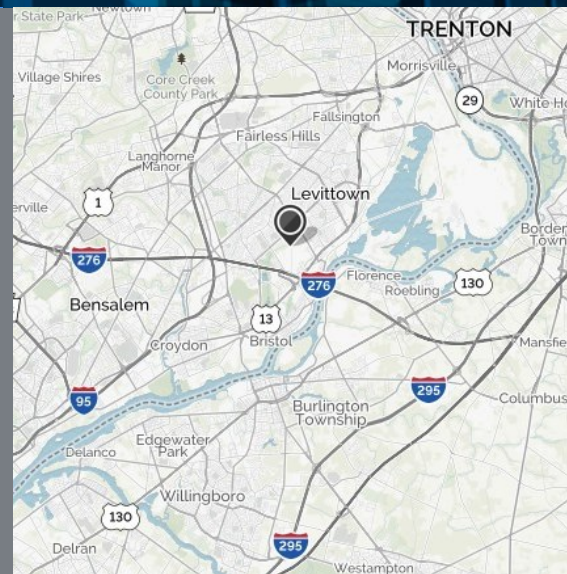 Newtown
r State Park
TRENTON
Morrisville
Village Shires
Core Creek
County Park
29
White Ho
Fallsington
Fairless Hills
Langhorne
Manor
Levittown
1
erville
Border
Town
276
276
Florence
Roebling
130
Bensalem
13
Croydon
Bristol
Mansfie
295
Columbus
95
Burlington
Township
Edgewater
Park
Delanco
Willingboro
130
295
Delran
Westampton